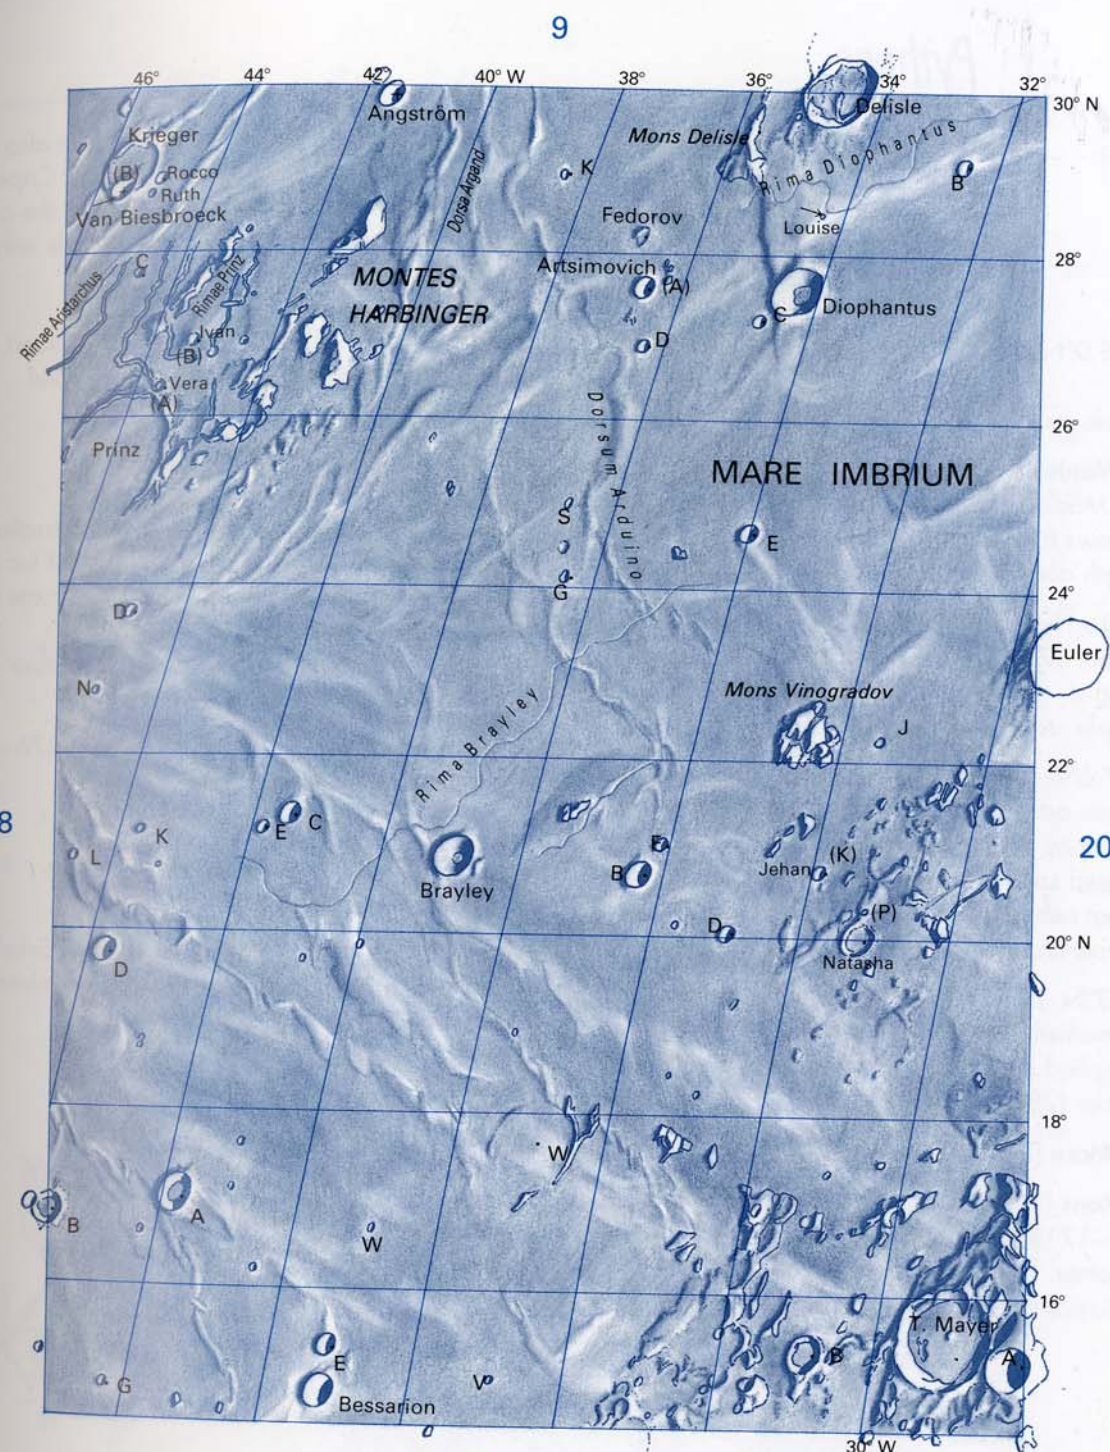 9
46° 44° 42° 40° W 38° 36° 34° 32°
30° N
Ångström
Delisle
Krieger
(B)
Rocco
Ruth
Van Biesbroeck
Mons Delisle
Rima Diophantus
Dorsa Argand
K
B
Fedorov
Louise
28°
C
Artsimovich
(A)
MONTES
HARBINGER
Rimae Aristarchus
Rimae Prinz
Ivan
(B)
Diophantus
C
D
Vera
(A)
26°
Prinz
Dorsum Arduino
MARE IMBRIUM
S
E
G
24°
D
Euler
N
Mons Vinogradov
J
Rima Brayley
22°
8
E
C
K
L
F
Jehan
(K)
20
B
Brayley
(P)
D
20° N
Natasha
D
18°
W
B
A
W
16°
T. Mayer
E
B
A
G
V
Bessarion
30° W